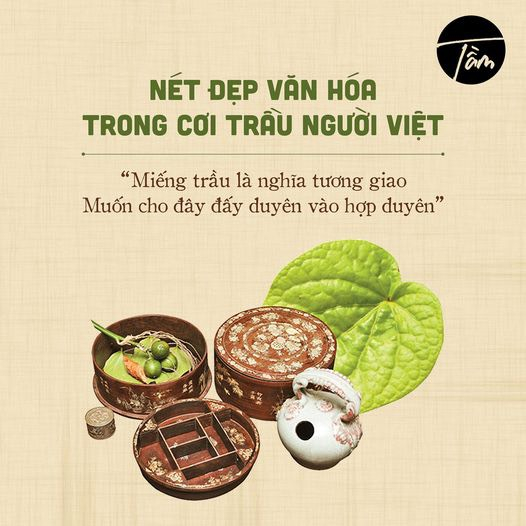 Tầm
NÉT ĐẸP VĂN HÓA
TRONG CƠI TRẦU NGƯỜI VIỆT
“Miếng trầu là nghĩa tương giao
Muốn cho đây đấy duyên vào hợp duyên”